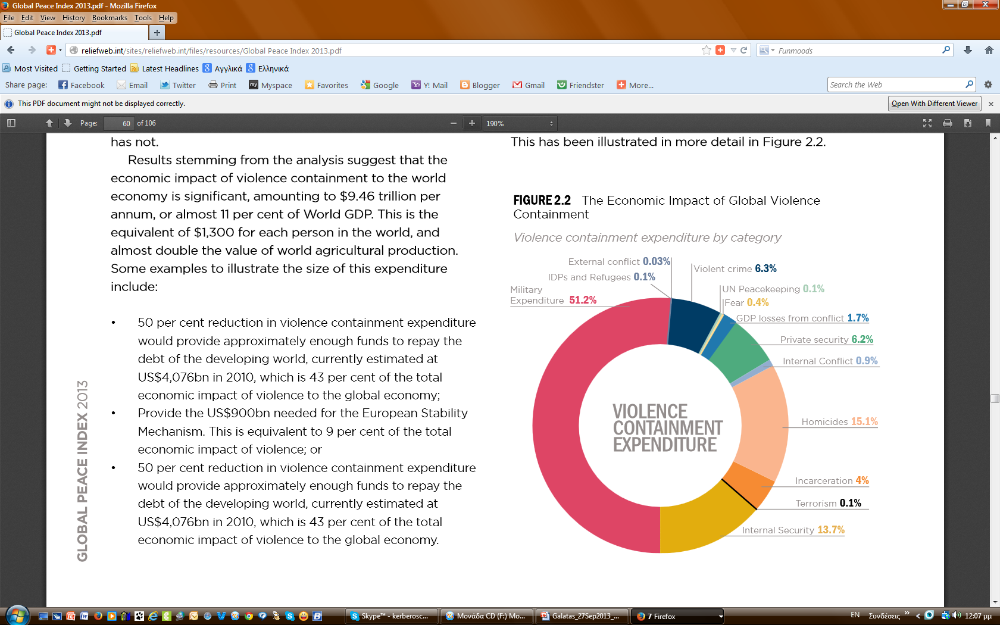 Global Peace Index 2013.pdf - Mozilla Firefox
File Edit View History Bookmarks Tools Help
Global Peace Index 2013.pdf
reliefweb.int/sites/reliefweb.int/files/resources/Global Peace Index 2013.pdf
Funmoods
Most Visited Getting Started Latest Headlines Αγγλικά Ελληνικά
Share page: Facebook Email Twitter Print Myspace Favorites Google Y! Mail Blogger Gmail Friendster More...
Search the Web
This PDF document might not be displayed correctly.
Open With Different Viewer
Page: 60 of 106
190%
has not.
Results stemming from the analysis suggest that the
economic impact of violence containment to the world
economy is significant, amounting to $9.46 trillion per
annum, or almost 11 per cent of World GDP. This is the
equivalent of $1,300 for each person in the world, and
almost double the value of world agricultural production.
Some examples to illustrate the size of this expenditure
include:
• 50 per cent reduction in violence containment expenditure
would provide approximately enough funds to repay the
debt of the developing world, currently estimated at
US$4,076bn in 2010, which is 43 per cent of the total
economic impact of violence to the global economy;
• Provide the US$900bn needed for the European Stability
Mechanism. This is equivalent to 9 per cent of the total
economic impact of violence; or
• 50 per cent reduction in violence containment expenditure
would provide approximately enough funds to repay the
debt of the developing world, currently estimated at
US$4,076bn in 2010, which is 43 per cent of the total
economic impact of violence to the global economy.
GLOBAL PEACE INDEX 2013
This has been illustrated in more detail in Figure 2.2.
FIGURE 2.2 The Economic Impact of Global Violence
Containment
Violence containment expenditure by category
External conflict 0.03%
IDPs and Refugees 0.1%
Military
Expenditure 51.2%
Violent crime 6.3%
UN Peacekeeping 0.1%
Fear 0.4%
GDP losses from conflict 1.7%
Private security 6.2%
Internal Conflict 0.9%
Homicides 15.1%
Incarceration 4%
Terrorism 0.1%
Internal Security 13.7%
VIOLENCE
CONTAINMENT
EXPENDITURE
Skype™ - kerberosc...
Μονάδα CD (F:) Mo...
Galatas_27Sep2013_...
7 Firefox
EN
Συνδέσεις
12:07 μμ